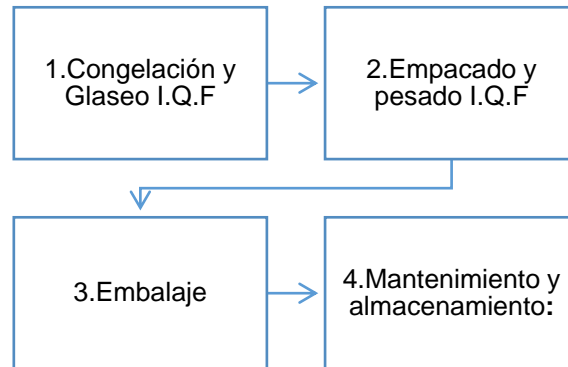 1.Congelación y
Glaseo I.Q.F
2.Empacado y
pesado I.Q.F
3.Embalaje
4.Mantenimiento y
almacenamiento: